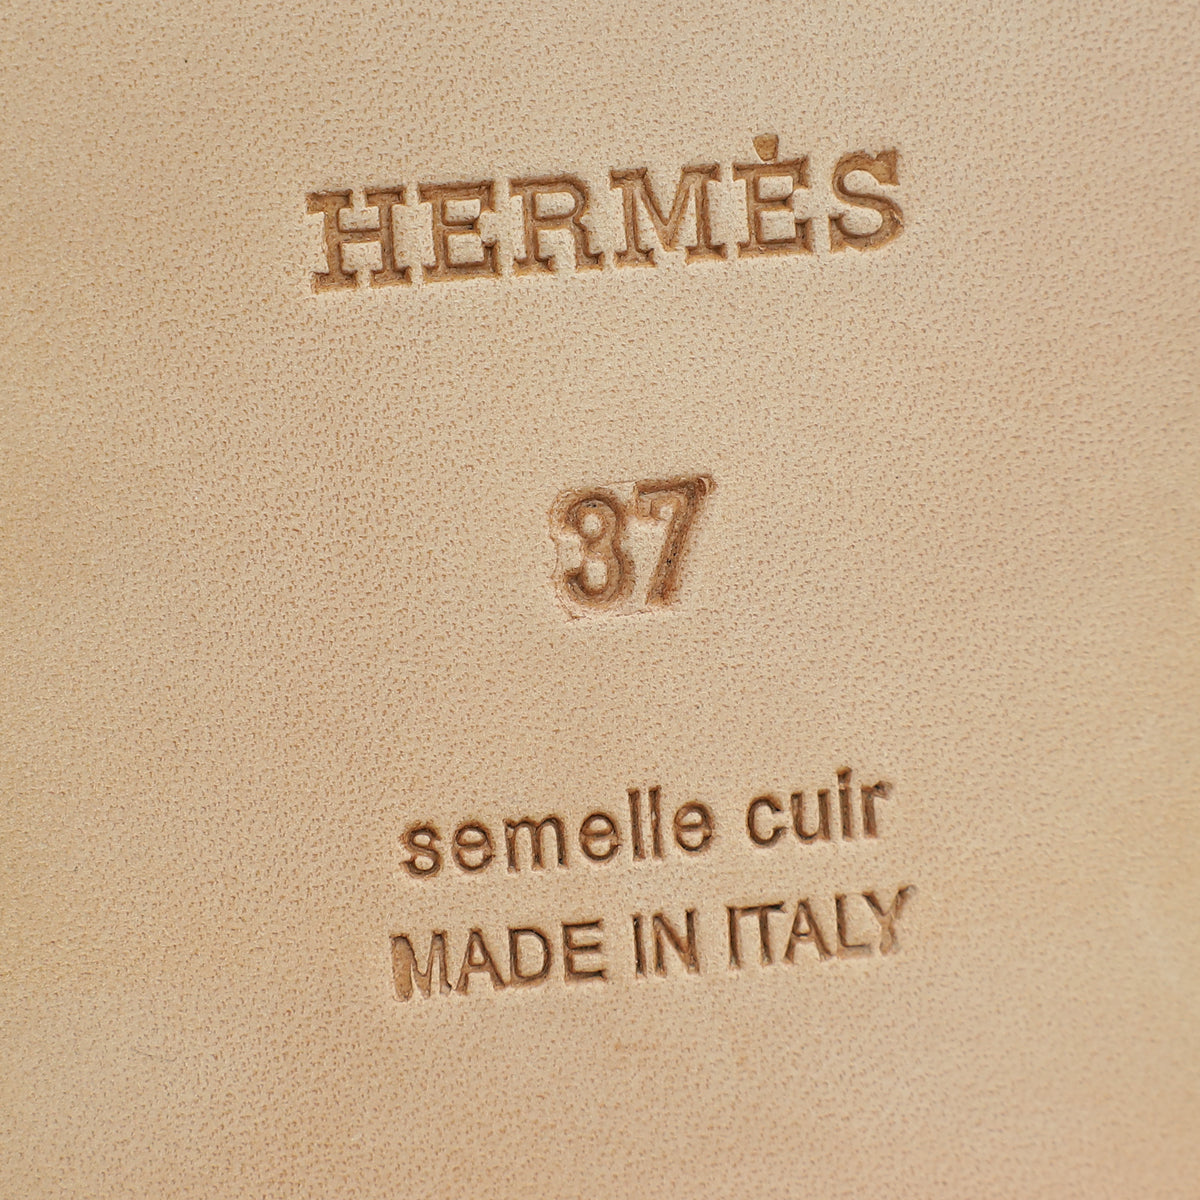 HERMÈS
37
semelle cuir
MADE IN ITALY